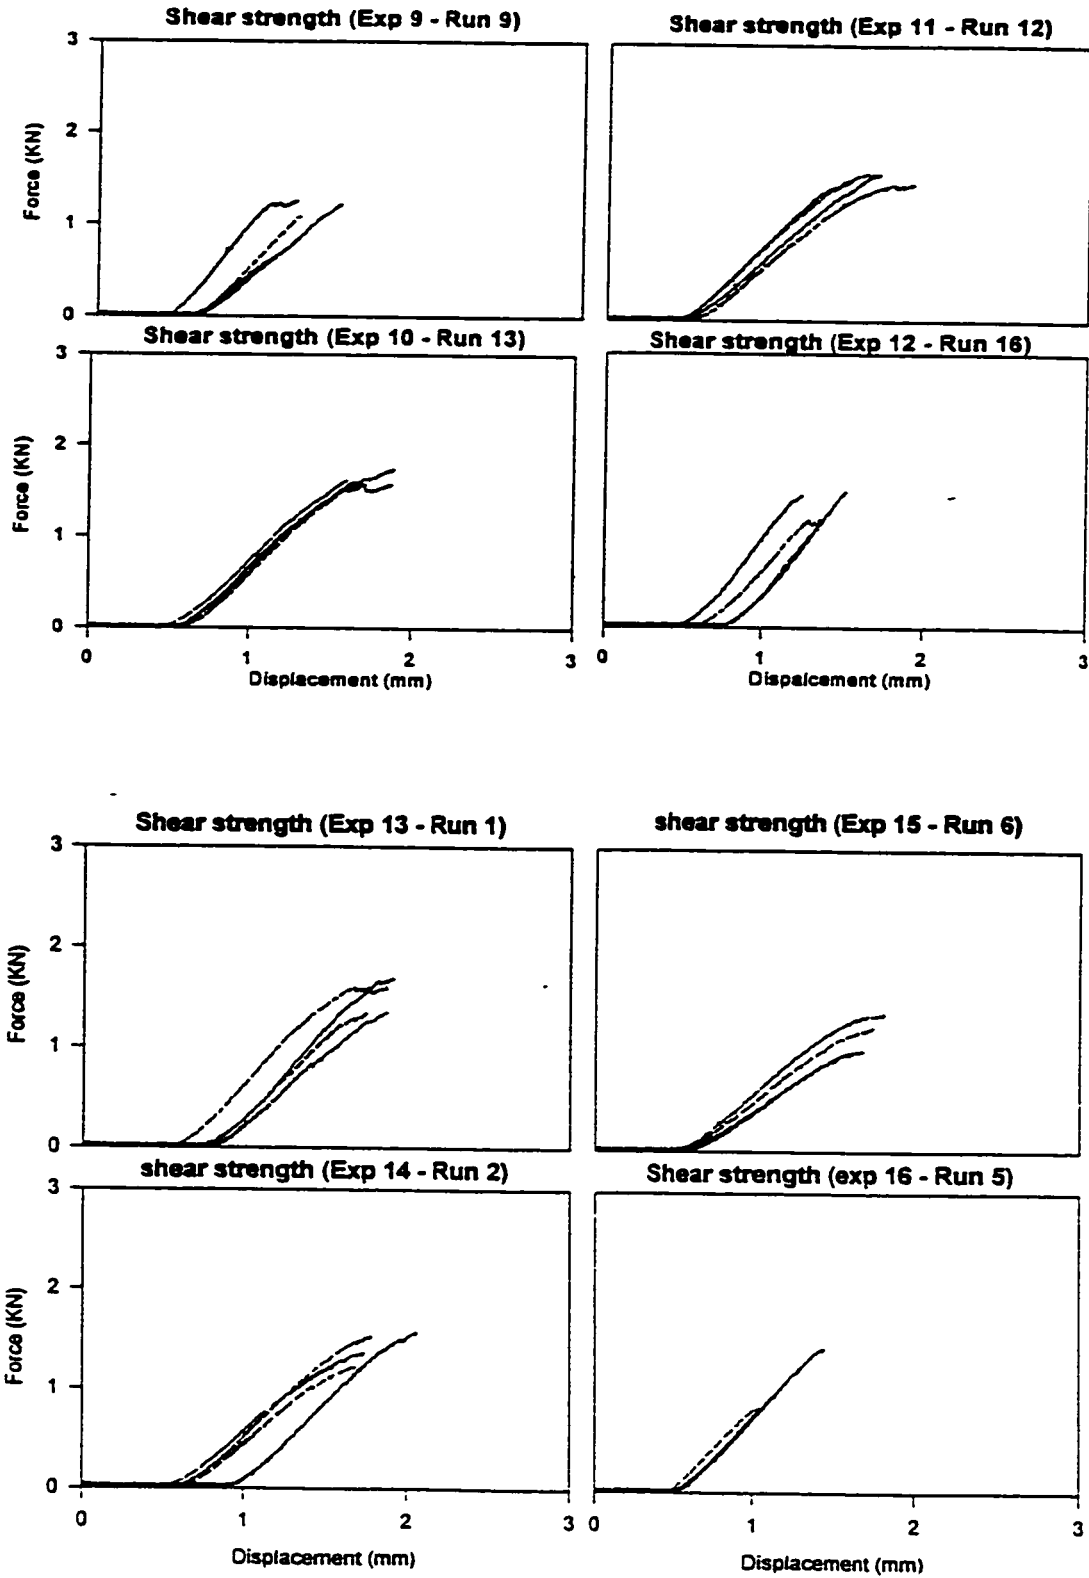 Shear strength (Exp 9 - Run 9)
3
2
1
0
Force (KN)
Shear strength (Exp 11 - Run 12)
Shear strength (Exp 10 - Run 13)
3
2
1
0
Force (KN)
0 1 2 3
Displacement (mm)
Shear strength (Exp 12 - Run 16)
0 1 2 3
Dispalcement (mm)
Shear strength (Exp 13 - Run 1)
3
2
1
0
Force (KN)
shear strength (Exp 15 - Run 6)
shear strength (Exp 14 - Run 2)
3
2
1
0
Force (KN)
0 1 2 3
Displacement (mm)
Shear strength (exp 16 - Run 5)
0 1 2 3
Displacement (mm)